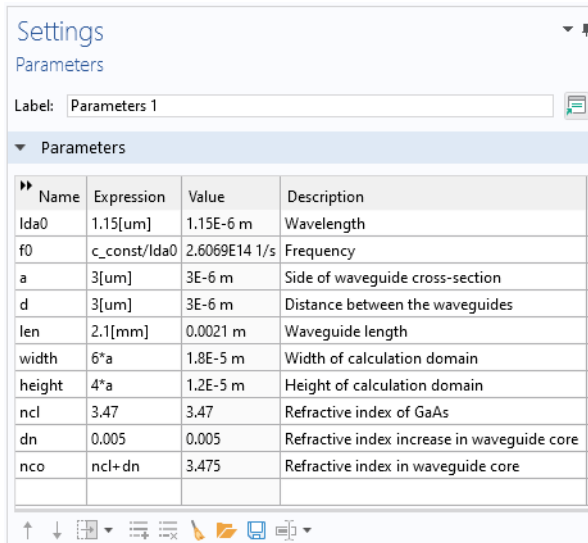 Settings
Parameters
Label: Parameters 1
Parameters
Name Expression Value Description
lda0 1.15[um] 1.15E-6 m Wavelength
f0 c_const/lda0 2.6069E14 1/s Frequency
a 3[um] 3E-6 m Side of waveguide cross-section
d 3[um] 3E-6 m Distance between the waveguides
len 2.1[mm] 0.0021 m Waveguide length
width 6*a 1.8E-5 m Width of calculation domain
height 4*a 1.2E-5 m Height of calculation domain
ncl 3.47 3.47 Refractive index of GaAs
dn 0.005 0.005 Refractive index increase in waveguide core
nco ncl+dn 3.475 Refractive index in waveguide core